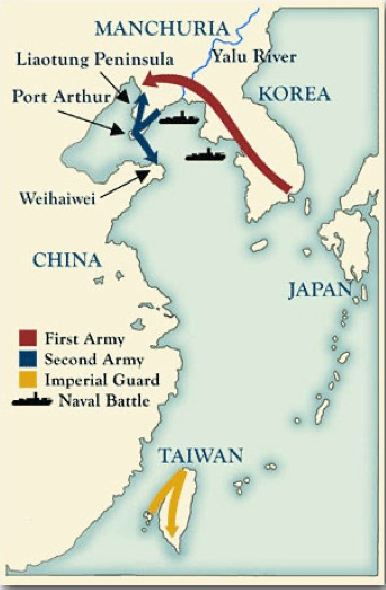 MANCHURIA
Liaotung Peninsula
Yalu River
Port Arthur
KOREA
Weihaiwei
CHINA
JAPAN
First Army
Second Army
Imperial Guard
Naval Battle
TAIWAN